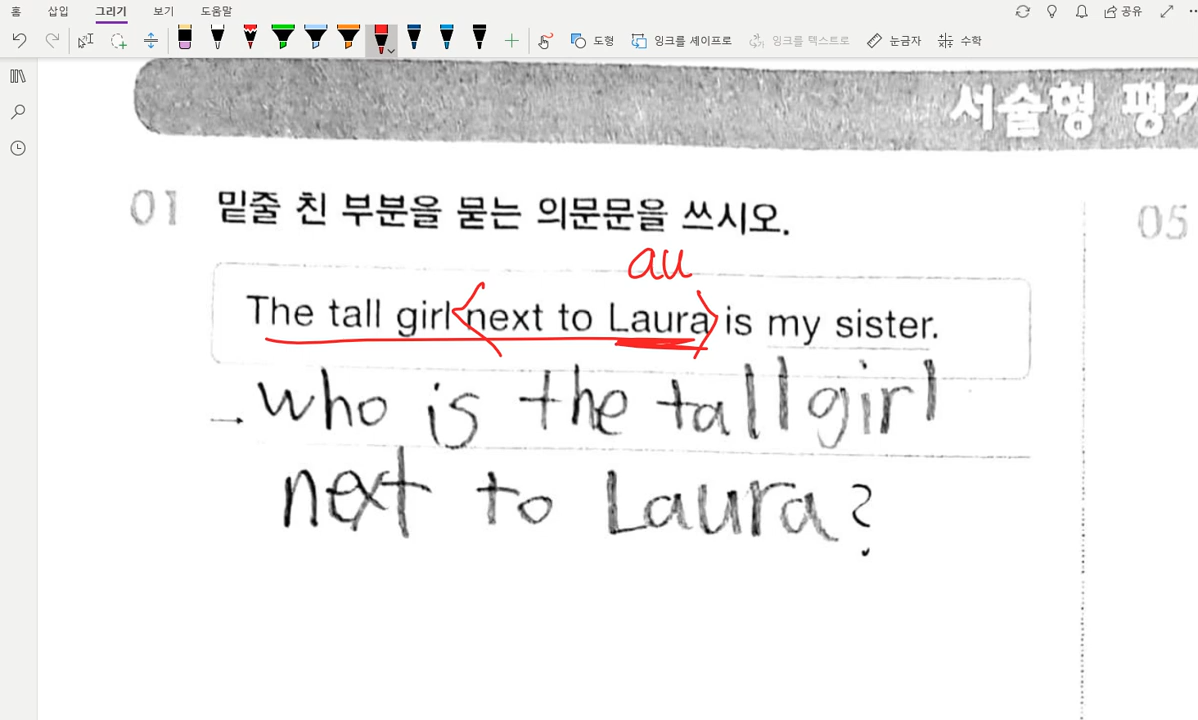 홈 삽입 그리기 보기 도움말 공유
도형 잉크를 셰이프로 잉크를 텍스트로 눈금자 수학
서술형 평가
01 밑줄 친 부분을 묻는 의문문을 쓰시오.
05
au
The tall girl next to Laura is my sister.
→ who is the tall girl
next to Laura?